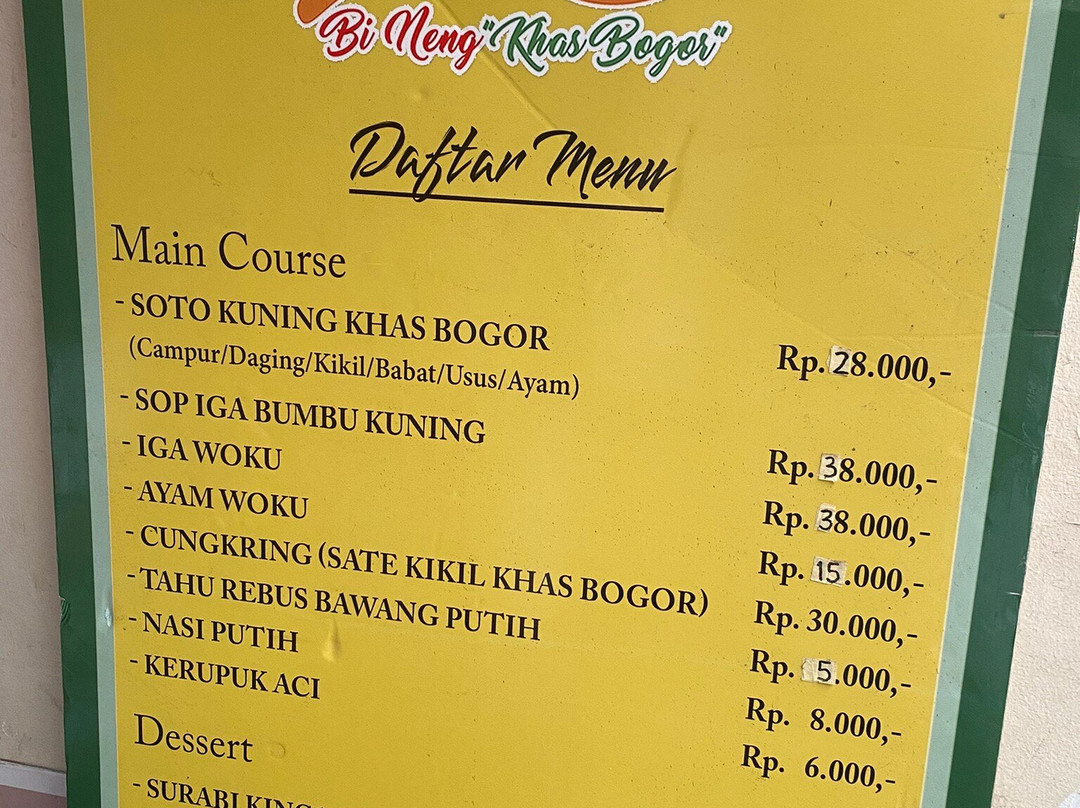 Bi Neng "Khas Bogor"
Daftar Menu
Main Course
- SOTO KUNING KHAS BOGOR Rp. 28.000,-
(Campur/Daging/Kikil/Babat/Usus/Ayam)
- SOP IGA BUMBU KUNING Rp. 38.000,-
- IGA WOKU Rp. 38.000,-
- AYAM WOKU Rp. 15.000,-
- CUNGKRING (SATE KIKIL KHAS BOGOR) Rp. 30.000,-
- TAHU REBUS BAWANG PUTIH Rp. 5.000,-
- NASI PUTIH Rp. 8.000,-
- KERUPUK ACI Rp. 6.000,-
Dessert
- SURABI